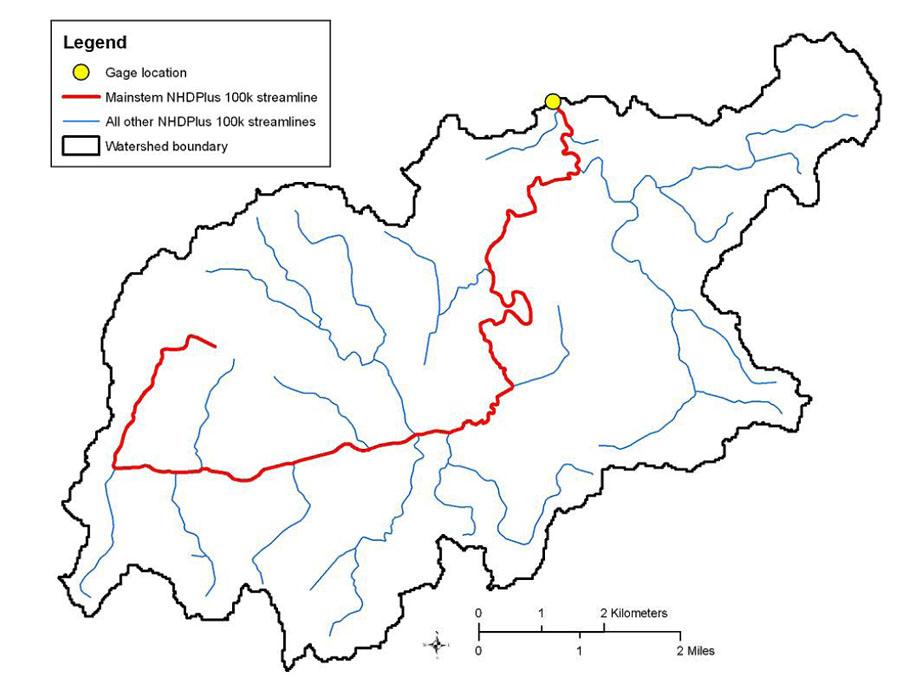 Legend
Gage location
Mainstem NHDPlus 100k streamline
All other NHDPlus 100k streamlines
Watershed boundary
0 1 2 Kilometers
0 1 2 Miles